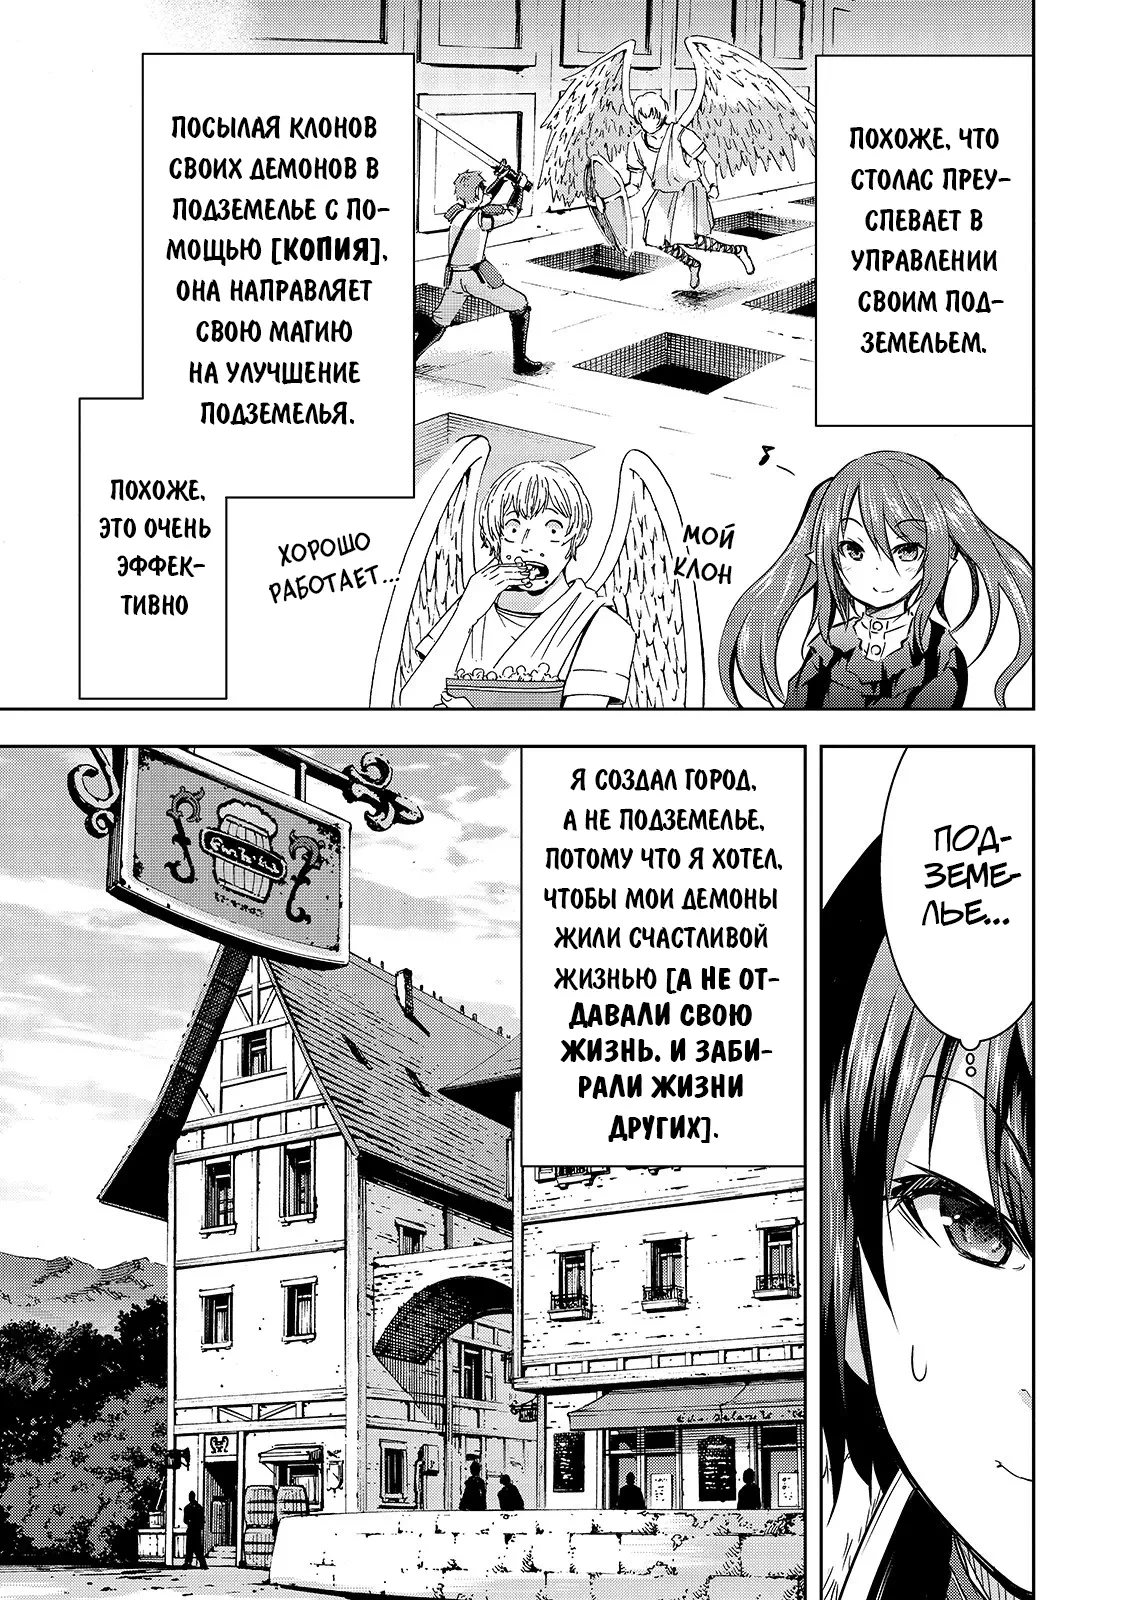 ПОХОЖЕ, ЧТО
СТОЛАС ПРЕУ-
СПЕВАЕТ В
УПРАВЛЕНИИ
СВОИМ ПОД-
ЗЕМЕЛЬЕМ.
ПОСЫЛАЯ КЛОНОВ
СВОИХ ДЕМОНОВ В
ПОДЗЕМЕЛЬЕ С ПО-
МОЩЬЮ [КОПИЯ],
ОНА НАПРАВЛЯЕТ
СВОЮ МАГИЮ
НА УЛУЧШЕНИЕ
ПОДЗЕМЕЛЬЯ.
МОЙ
КЛОН
ХОРОШО
РАБОТАЕТ...
ПОХОЖЕ,
ЭТО ОЧЕНЬ
ЭФФЕК-
ТИВНО
ПОД-
ЗЕМЕ-
ЛЬЕ...
Я СОЗДАЛ ГОРОД,
А НЕ ПОДЗЕМЕЛЬЕ,
ПОТОМУ ЧТО Я ХОТЕЛ,
ЧТОБЫ МОИ ДЕМОНЫ
ЖИЛИ СЧАСТЛИВОЙ
ЖИЗНЬЮ [А НЕ ОТ-
ДАВАЛИ СВОЮ
ЖИЗНЬ, И ЗАБИ-
РАЛИ ЖИЗНИ
ДРУГИХ].